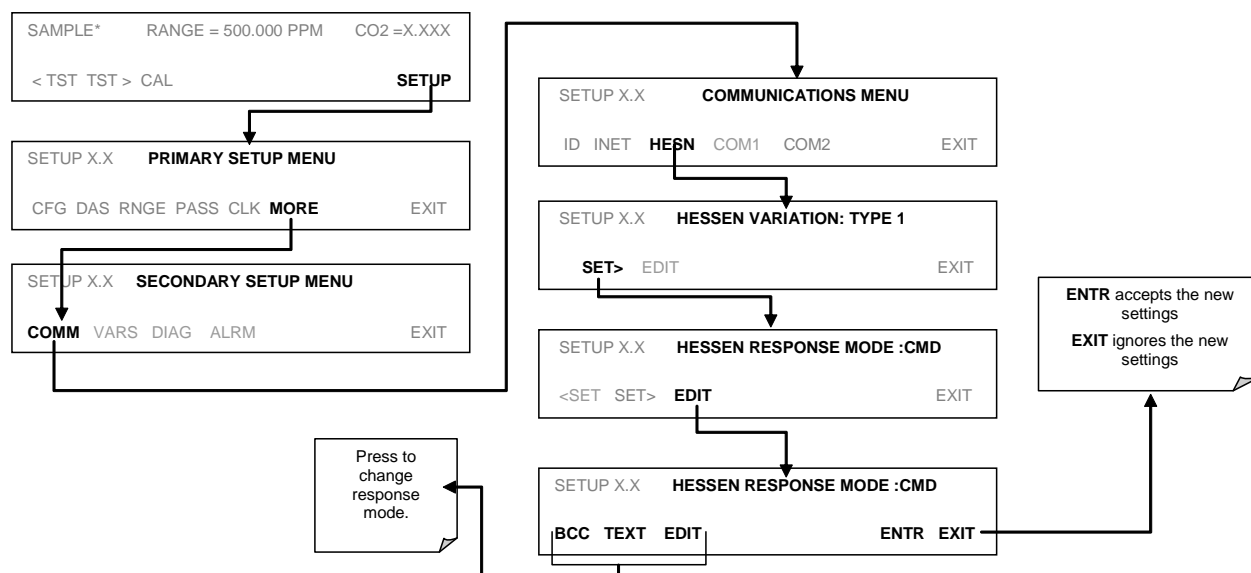 SAMPLE* RANGE = 500.000 PPM CO2 =X.XXX
< TST TST > CAL SETUP
SETUP X.X PRIMARY SETUP MENU
CFG DAS RNGE PASS CLK MORE EXIT
SETUP X.X SECONDARY SETUP MENU
COMM VARS DIAG ALRM EXIT
SETUP X.X COMMUNICATIONS MENU
ID INET HESN COM1 COM2 EXIT
SETUP X.X HESSEN VARIATION: TYPE 1
SET> EDIT EXIT
SETUP X.X HESSEN RESPONSE MODE :CMD
<SET SET> EDIT EXIT
SETUP X.X HESSEN RESPONSE MODE :CMD
BCC TEXT EDIT ENTR EXIT
ENTR accepts the new
settings
EXIT ignores the new
settings
Press to
change
response
mode.